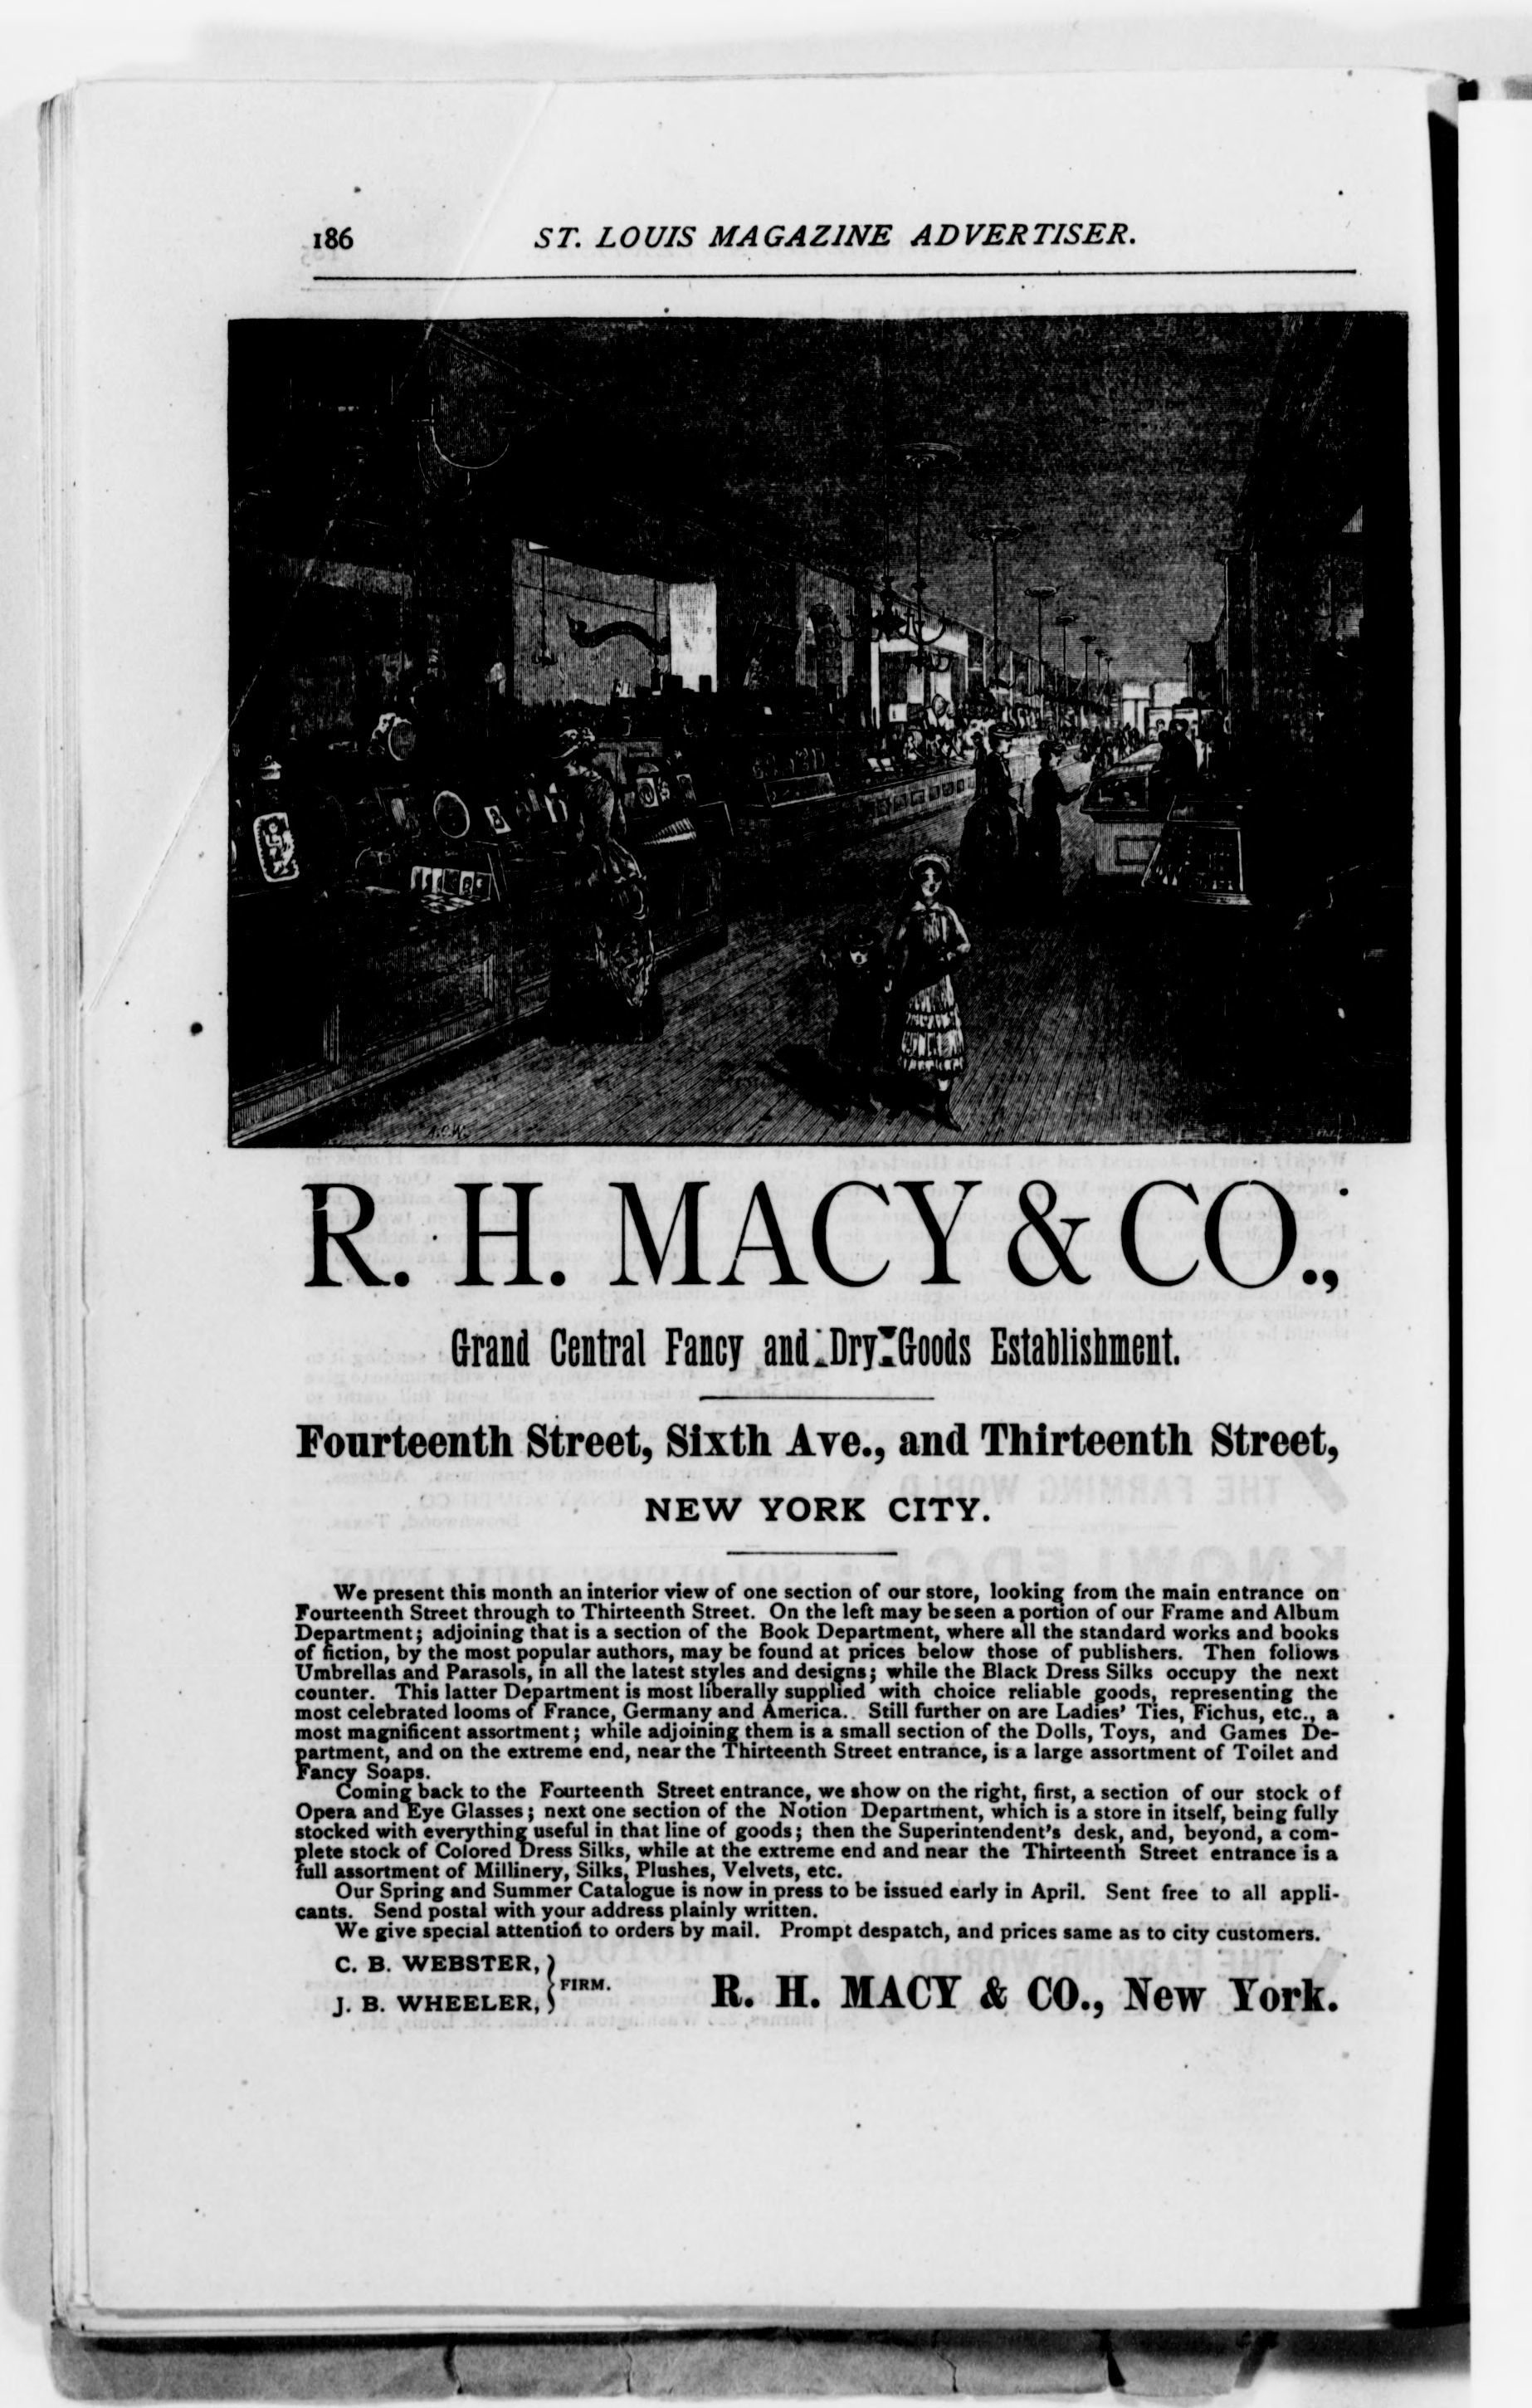 186
ST. LOUIS MAGAZINE ADVERTISER.
A.C.W.
R. H. MACY & CO.,
Grand Central Fancy and Dry Goods Establishment.
Fourteenth Street, Sixth Ave., and Thirteenth Street,
NEW YORK CITY.
We present this month an interior view of one section of our store, looking from the main entrance on
Fourteenth Street through to Thirteenth Street. On the left may be seen a portion of our Frame and Album
Department; adjoining that is a section of the Book Department, where all the standard works and books
of fiction, by the most popular authors, may be found at prices below those of publishers. Then follows
Umbrellas and Parasols, in all the latest styles and designs; while the Black Dress Silks occupy the next
counter. This latter Department is most liberally supplied with choice reliable goods, representing the
most celebrated looms of France, Germany and America. Still further on are Ladies' Ties, Fichus, etc., a
most magnificent assortment; while adjoining them is a small section of the Dolls, Toys, and Games De-
partment, and on the extreme end, near the Thirteenth Street entrance, is a large assortment of Toilet and
Fancy Soaps.
Coming back to the Fourteenth Street entrance, we show on the right, first, a section of our stock of
Opera and Eye Glasses; next one section of the Notion Department, which is a store in itself, being fully
stocked with everything useful in that line of goods; then the Superintendent's desk, and, beyond, a com-
plete stock of Colored Dress Silks, while at the extreme end and near the Thirteenth Street entrance is a
full assortment of Millinery, Silks, Plushes, Velvets, etc.
Our Spring and Summer Catalogue is now in press to be issued early in April. Sent free to all appli-
cants. Send postal with your address plainly written.
We give special attention to orders by mail. Prompt despatch, and prices same as to city customers.
C. B. WEBSTER,
J. B. WHEELER,
FIRM.
R. H. MACY & CO., New York.